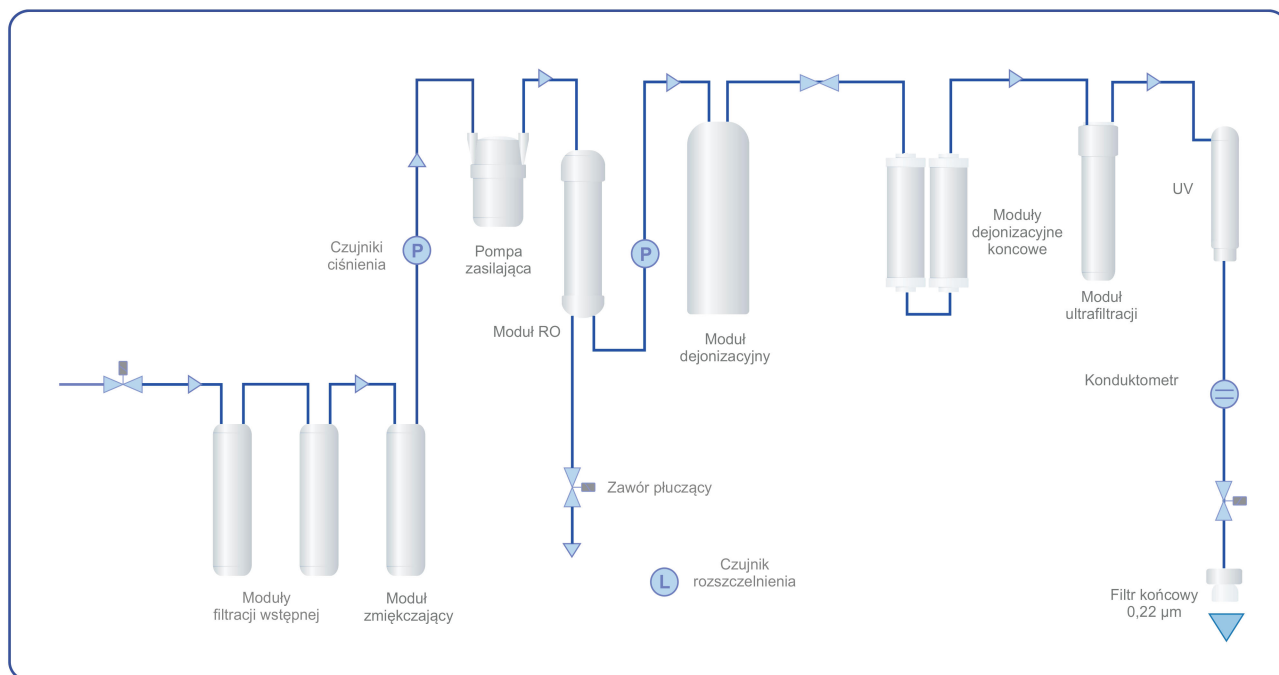 Czujniki
ciśnienia
P
Pompa
zasilająca
Moduł RO
P
Moduł
dejonizacyjny
Moduły
dejonizacyjne
koncowe
Moduł
ultrafiltracji
UV
Konduktometr
Zawór płuczący
Czujnik
rozszczelnienia
L
Moduły
filtracji wstępnej
Moduł
zmiękczający
Filtr końcowy
0,22 µm